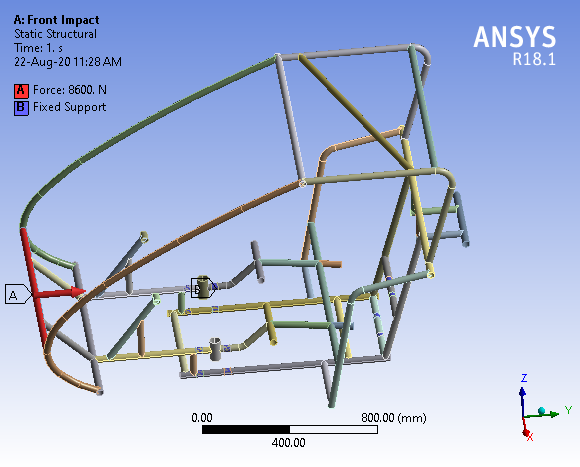 A: Front Impact
Static Structural
Time: 1. s
22-Aug-20 11:28 AM
A Force: 8600. N
B Fixed Support
ANSYS
R18.1
A
B
0.00 800.00 (mm)
400.00
Z
Y
X